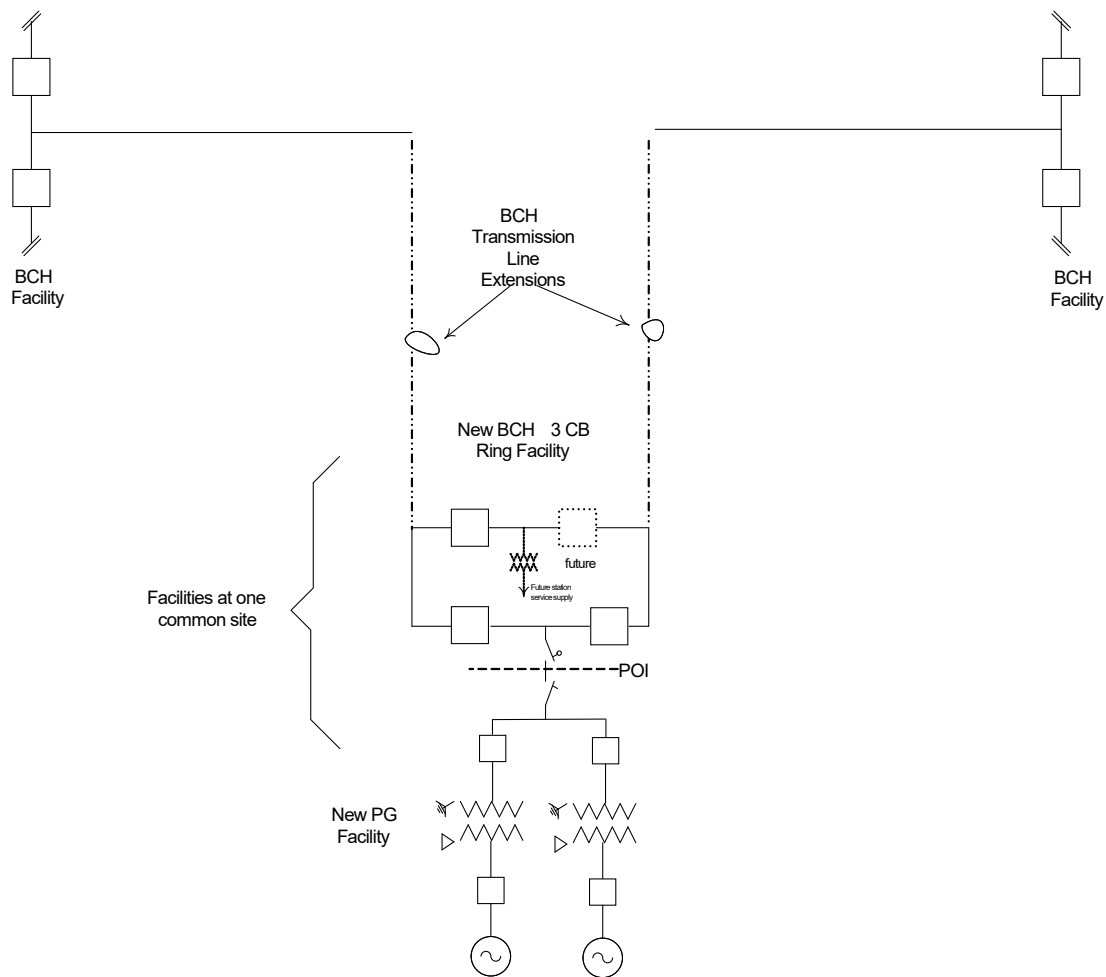 BCH
Transmission
Line
Extensions
BCH
Facility
BCH
Facility
New BCH 3 CB
Ring Facility
future
Future station
service supply
Facilities at one
common site
POI
New PG
Facility